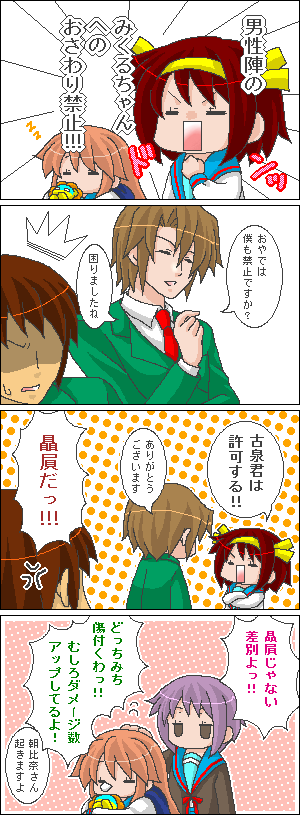 男性陣の
みくるちゃん
への
おさわり禁止!!!
ドーンッ
zzz
おやでは
僕も禁止ですか?
困りましたね
古泉君は
許可する!!
ありがとう
ございます
贔屓だっ!!!
贔屓じゃない
差別よっ!!
どっちみち
傷付くわっ!!
むしろダメージ数
アップしてるよ!
朝比奈さん
起きますよ